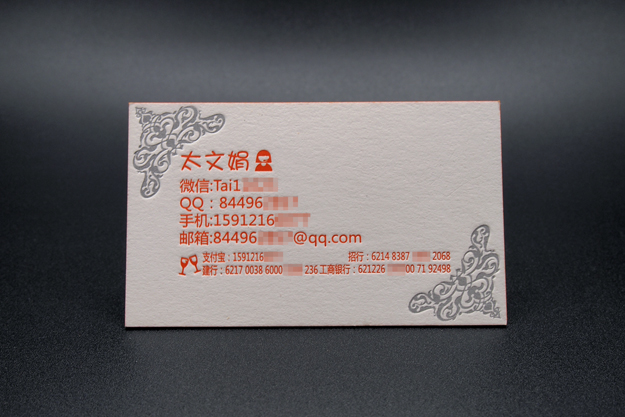 太文娟
微信:Tai1
QQ：84496
手机:1591216
邮箱:84496 @qq.com
支付宝：1591216 招行：6214 8387 2068
建行：6217 0038 6000 236 工商银行：621226 00 71 92498